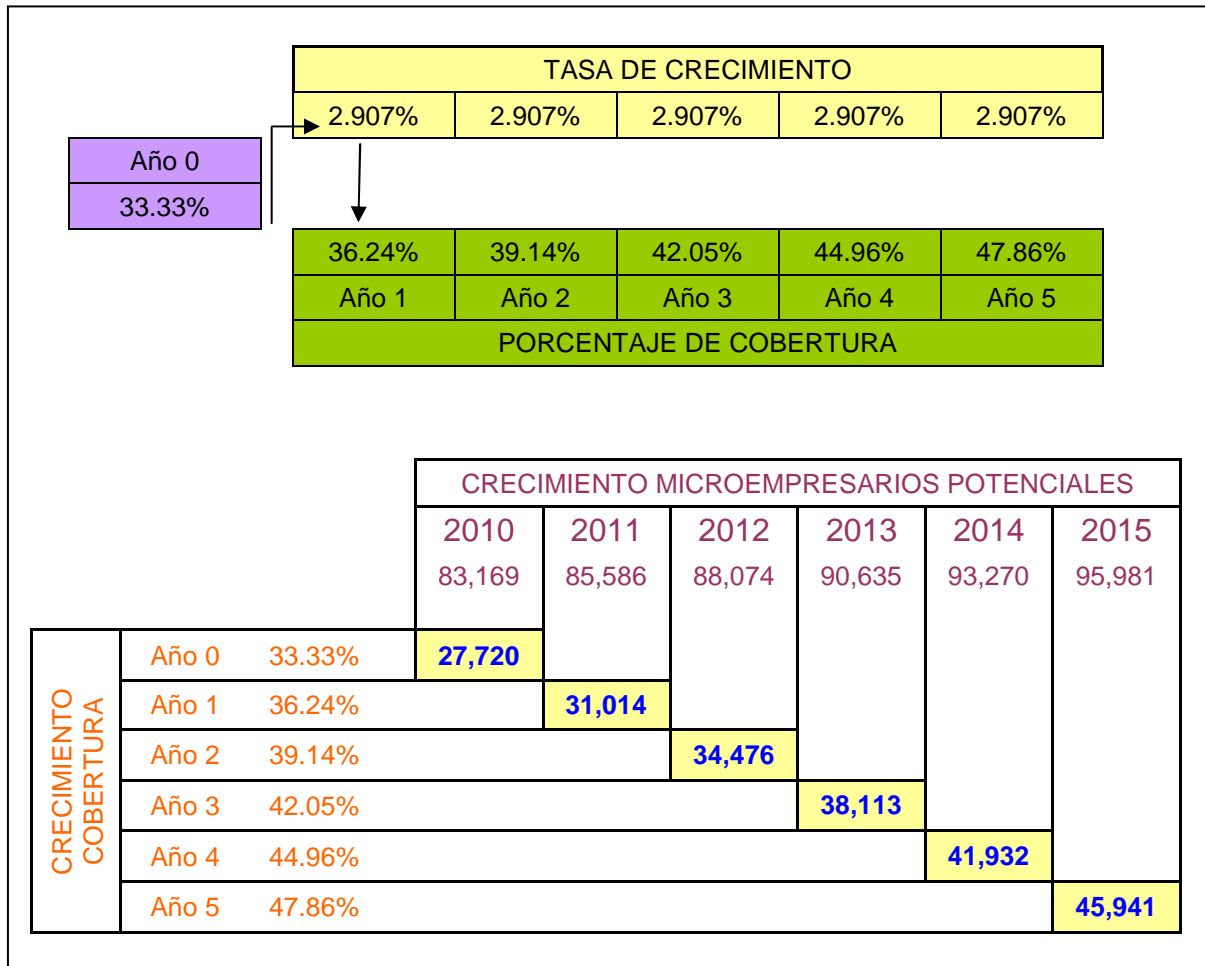 TASA DE CRECIMIENTO
2.907% 2.907% 2.907% 2.907% 2.907%
Año 0
33.33%
36.24% 39.14% 42.05% 44.96% 47.86%
Año 1 Año 2 Año 3 Año 4 Año 5
PORCENTAJE DE COBERTURA
CRECIMIENTO MICROEMPRESARIOS POTENCIALES
2010 2011 2012 2013 2014 2015
83,169 85,586 88,074 90,635 93,270 95,981
CRECIMIENTO
COBERTURA
Año 0 33.33% 27,720
Año 1 36.24% 31,014
Año 2 39.14% 34,476
Año 3 42.05% 38,113
Año 4 44.96% 41,932
Año 5 47.86% 45,941